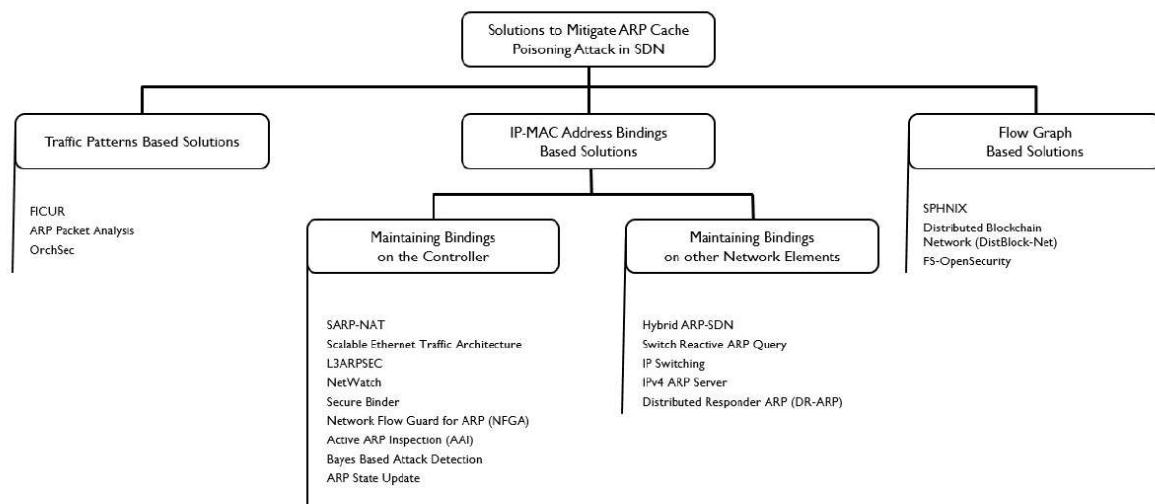 Solutions to Mitigate ARP Cache
Poisoning Attack in SDN
Traffic Patterns Based Solutions
FICUR
ARP Packet Analysis
OrchSec
IP-MAC Address Bindings
Based Solutions
Maintaining Bindings
on the Controller
SARP-NAT
Scalable Ethernet Traffic Architecture
L3ARPSEC
NetWatch
Secure Binder
Network Flow Guard for ARP (NFGA)
Active ARP Inspection (AAI)
Bayes Based Attack Detection
ARP State Update
Maintaining Bindings
on other Network Elements
Hybrid ARP-SDN
Switch Reactive ARP Query
IP Switching
IPv4 ARP Server
Distributed Responder ARP (DR-ARP)
Flow Graph
Based Solutions
SPHNIX
Distributed Blockchain
Network (DistBlock-Net)
FS-OpenSecurity